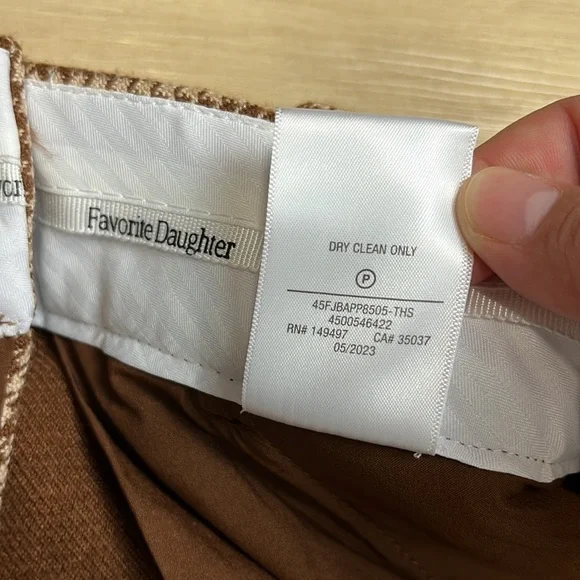 Favorite Daughter
DRY CLEAN ONLY
P
45FJBAPP8505-THS
4500546422
RN# 149497 CA# 35037
05/2023